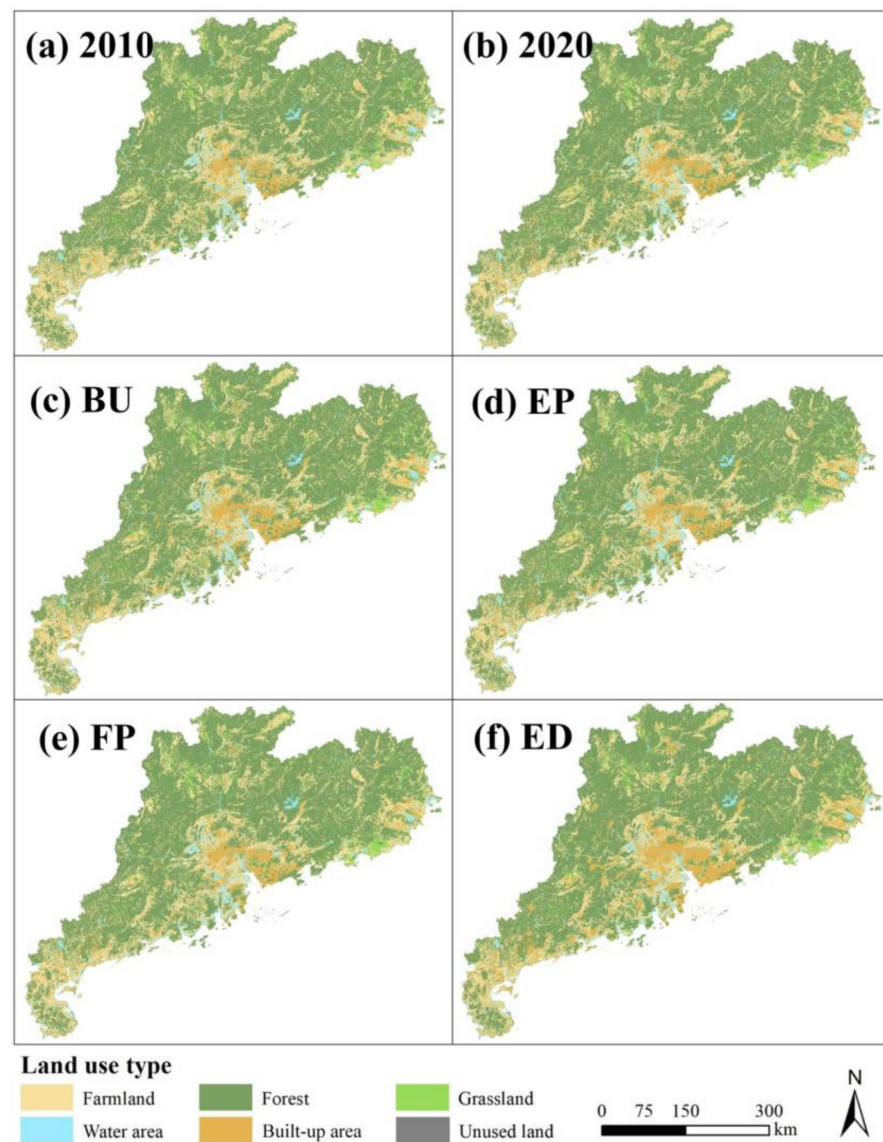 (a) 2010
(b) 2020
(c) BU
(d) EP
(e) FP
(f) ED
Land use type
Farmland
Forest
Grassland
Water area
Built-up area
Unused land
0 75 150 300
km
N